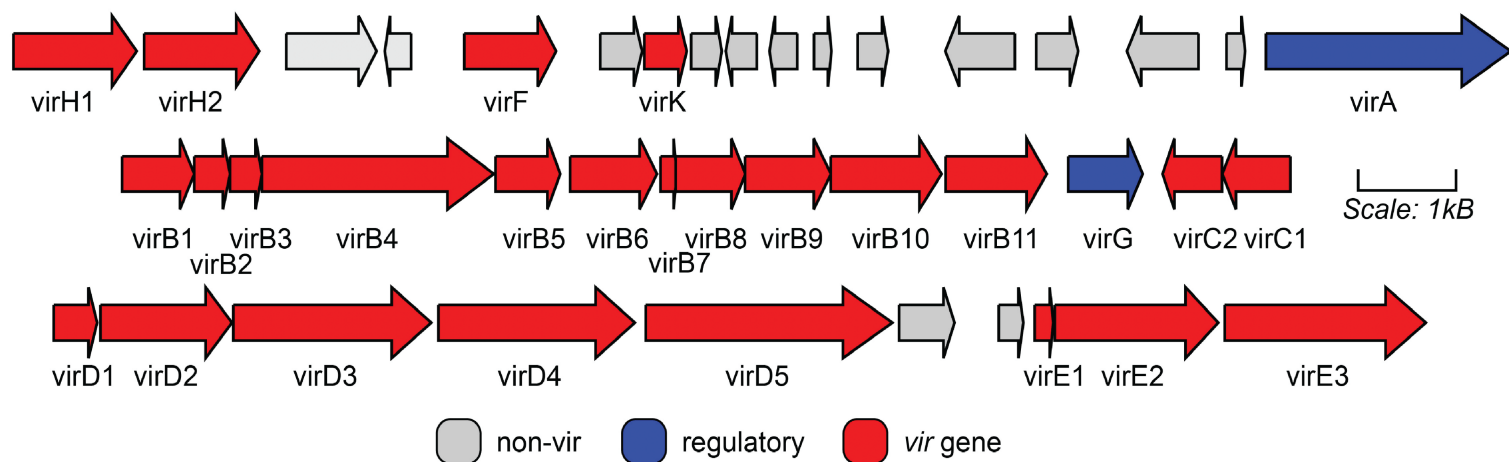 virH1 virH2 virF virK virA
virB1 virB3 virB4 virB5 virB6 virB8 virB9 virB10 virB11 virG virC2 virC1 Scale: 1kB
virB2 virB7
virD1 virD2 virD3 virD4 virD5 virE1 virE2 virE3
non-vir regulatory vir gene